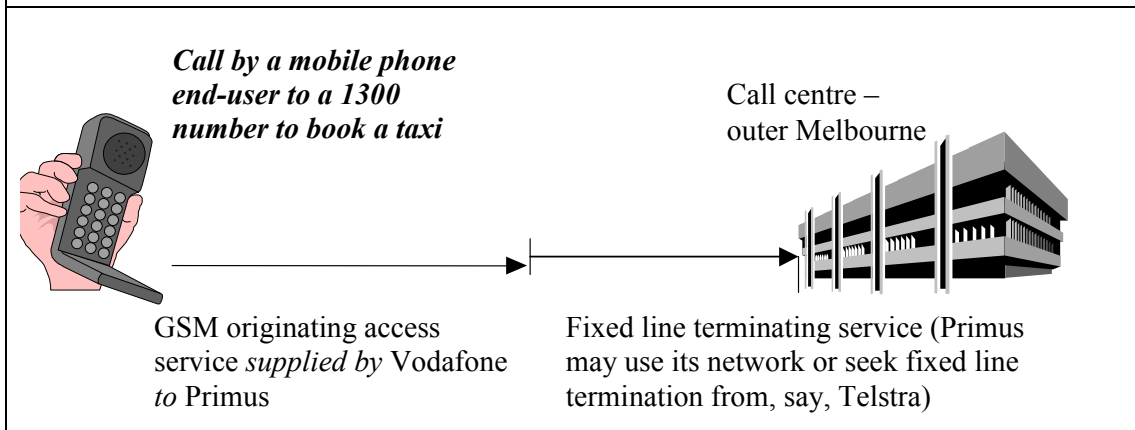 Call by a mobile phone
end-user to a 1300
number to book a taxi
Call centre –
outer Melbourne
GSM originating access
service supplied by Vodafone
to Primus
Fixed line terminating service (Primus
may use its network or seek fixed line
termination from, say, Telstra)